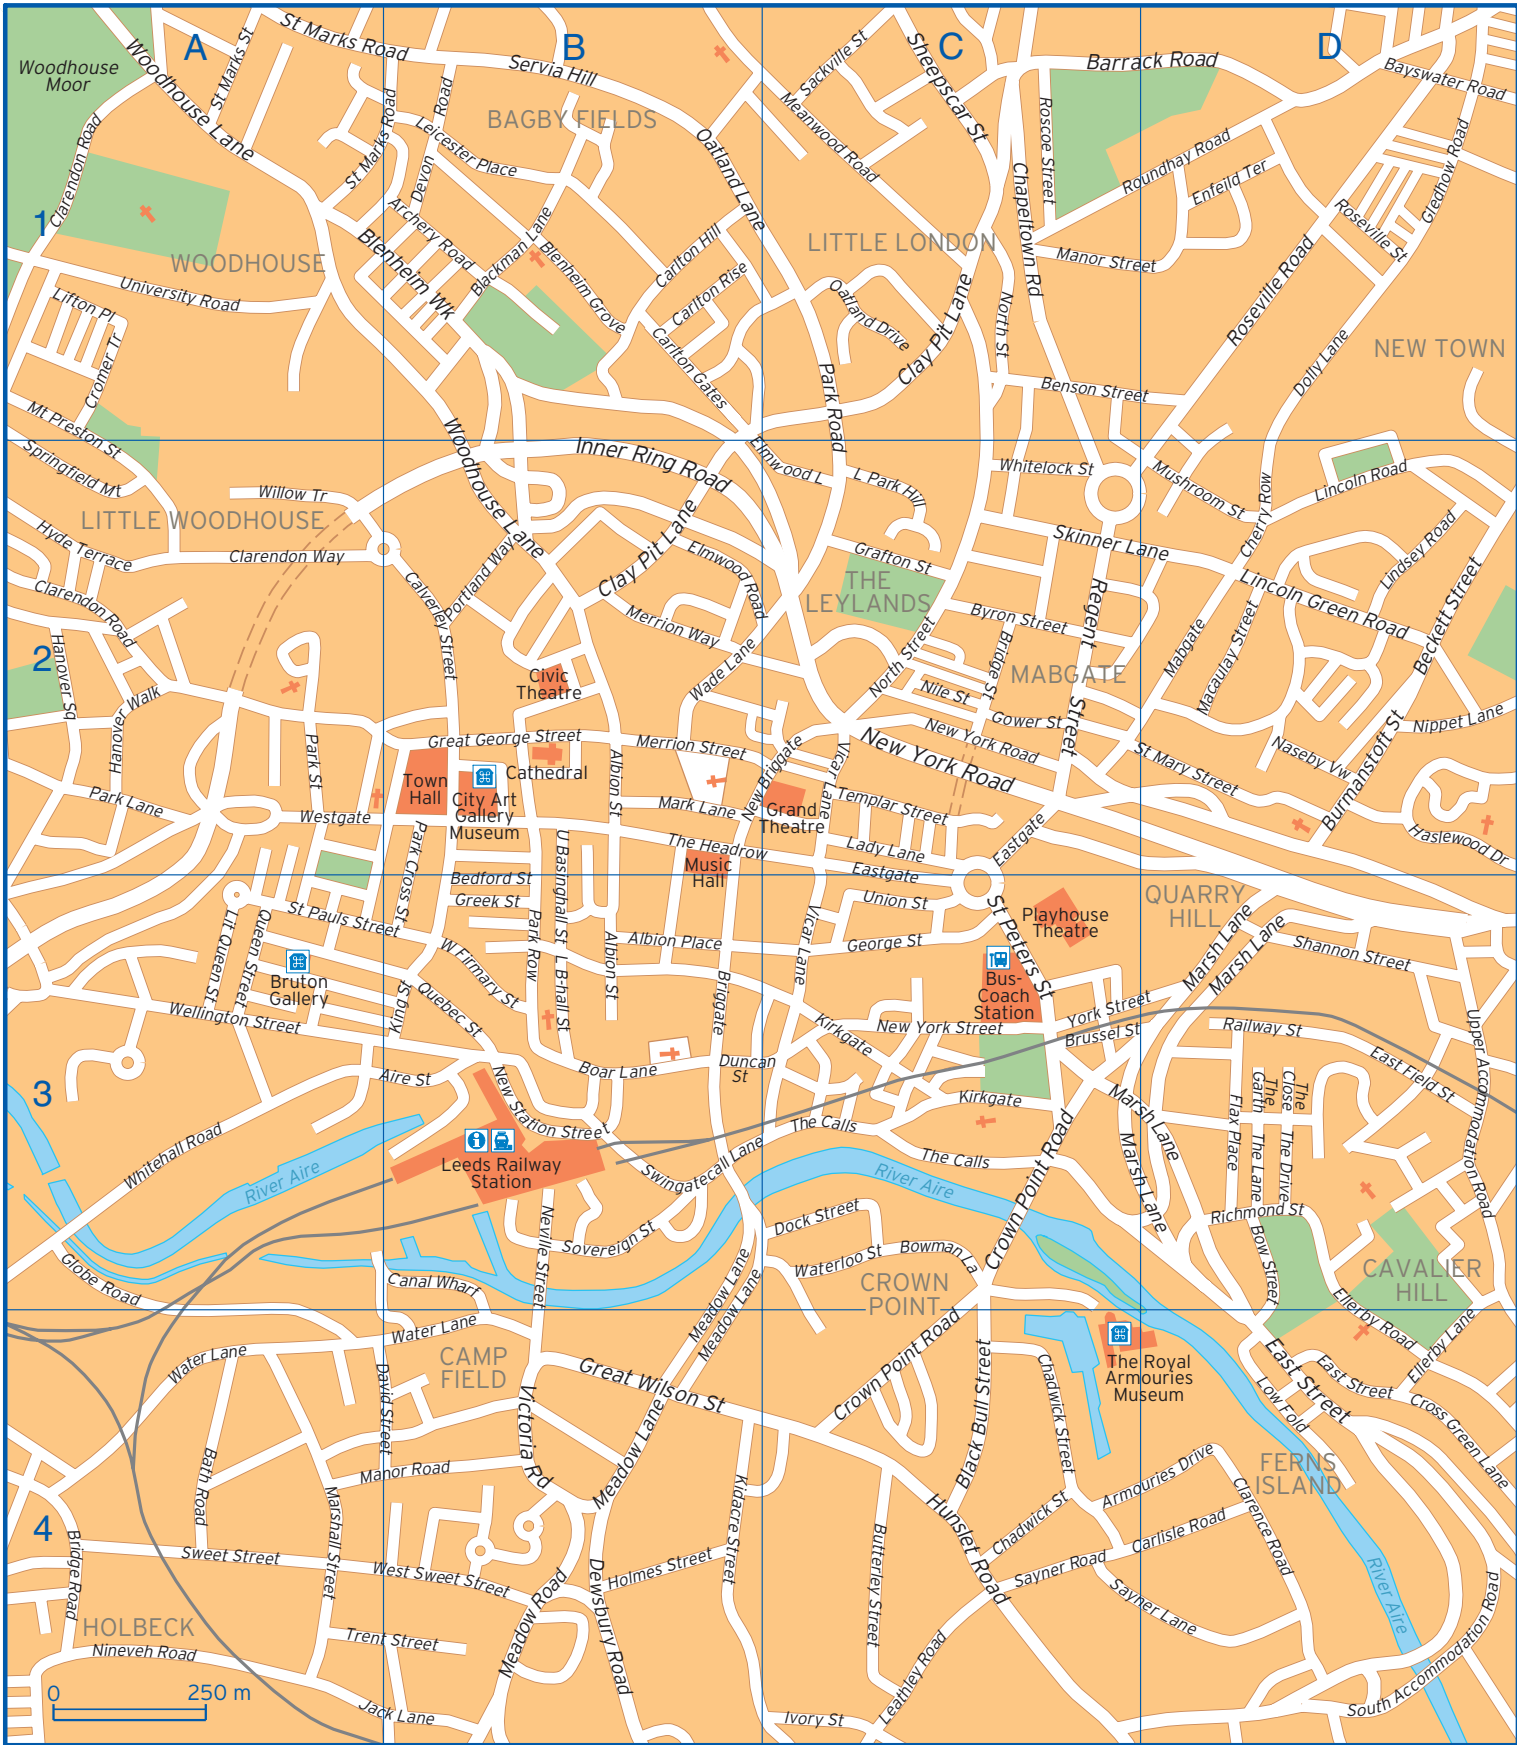 A
B
C
D
1
2
3
4
Woodhouse
Moor
Woodhouse Lane
St Marks St
St Marks Road
Servia Hill
BAGBY FIELDS
St Marks Road
Devon Road
Leicester Place
Clarendon Road
Archery Road
Blenheim Wk
Blackman Lane
Blenheim Grove
Oatland Lane
Carlton Hill
Carlton Rise
Carlton Gates
WOODHOUSE
University Road
Lifton Pl
Cromer Tr
Mt Preston St
Springfield Mt
Sackville St
Meanwood Road
Sheepscar St
LITTLE LONDON
Oatland Drive
Clay Pit Lane
Park Road
North St
Chapeltown Rd
Roscoe Street
Barrack Road
Bayswater Road
Roundhay Road
Enfeild Ter
Manor Street
Gledhow Road
Roseville St
Roseville Road
Dolly Lane
NEW TOWN
Benson Street
Woodhouse Lane
Inner Ring Road
Willow Tr
LITTLE WOODHOUSE
Hyde Terrace
Clarendon Way
Clarendon Road
Hanover Sq
Hanover Walk
Calverley Street
Portland Way
Clay Pit Lane
Elmwood Road
Elmwood L
L Park Hill
Merrion Way
Wade Lane
Grafton St
THE
LEYLANDS
Whitelock St
Skinner Lane
Mushroom St
Cherry Row
Lincoln Road
Lindsey Road
Lincoln Green Road
Beckett Street
Regent Street
Byron Street
Bridge St
North Street
Nile St
Gower St
MABGATE
Mabgate
Macaulay Street
New York Road
New York Road
St Mary Street
Naseby Vw
Burmanstoft St
Nippet Lane
Haslewood Dr
Civic
Theatre
Great George Street
Town
Hall
City Art
Gallery
Museum
Cathedral
Merrion Street
Albion St
Mark Lane
New Briggate
Vicar Lane
Grand
Theatre
Templar Street
Lady Lane
Eastgate
Eastgate
Park Lane
Park St
Westgate
Park Cross St
The Headrow
Music
Hall
Bedford St
Greek St
U Basinghall St
L B-hall St
Park Row
Albion Place
Albion St
Union St
George St
Vicar Lane
Briggate
St Pauls Street
Lit. Queen St
Queen Street
Bruton
Gallery
Wellington Street
King St
Quebec St
W Firmary St
Playhouse
Theatre
QUARRY
HILL
St Peters St
Bus-
Coach
Station
Marsh Lane
Marsh Lane
Shannon Street
York Street
Brussel St
Railway St
East Field St
Upper Accommodation Road
New York Street
Kirkgate
Kirkgate
Duncan
St
Boar Lane
Aire St
New Station Street
Leeds Railway
Station
Whitehall Road
River Aire
Swingate
call Lane
The Calls
The Calls
River Aire
Crown Point Road
Marsh Lane
Marsh Lane
Flax Place
The
Garth
The
Close
The Lane
The Drive
Richmond St
Bow Street
CAVALIER
HILL
Ellerby Road
Ellerby Lane
Sovereign St
Neville Street
Dock Street
Waterloo St
Bowman La
CROWN
POINT
Meadow Lane
Meadow Lane
Globe Road
Canal Wharf
Water Lane
Water Lane
CAMP
FIELD
David Street
Great Wilson St
Victoria Rd
Meadow Lane
Manor Road
Bath Road
Marshall Street
Crown Point Road
Black Bull Street
Chadwick Street
The Royal
Armouries
Museum
East Street
East Street
Low Fold
Cross Green Lane
FERNS
ISLAND
Armouries Drive
Chadwick St
Clarence Road
Carlisle Road
Sayner Road
Sayner Lane
Hunslet Road
Butterley Street
Kidacre Street
Holmes Street
Dewsbury Road
Meadow Road
Sweet Street
West Sweet Street
Bridge Road
HOLBECK
Nineveh Road
Trent Street
Jack Lane
Ivory St
Leathley Road
River Aire
South Accommodation Road
0
250 m